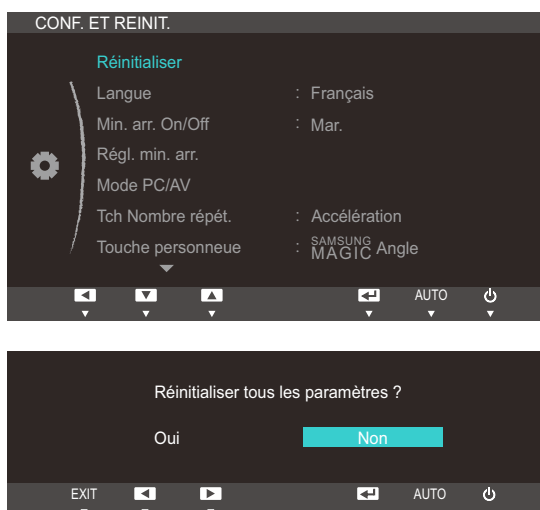 CONF. ET REINIT.
Réinitialiser
Langue : Français
Min. arr. On/Off : Mar.
Régl. min. arr.
Mode PC/AV
Tch Nombre répét. : Accélération
Touche personneue : SAMSUNG MAGIC Angle
AUTO
Réinitialiser tous les paramètres ?
Oui Non
EXIT AUTO